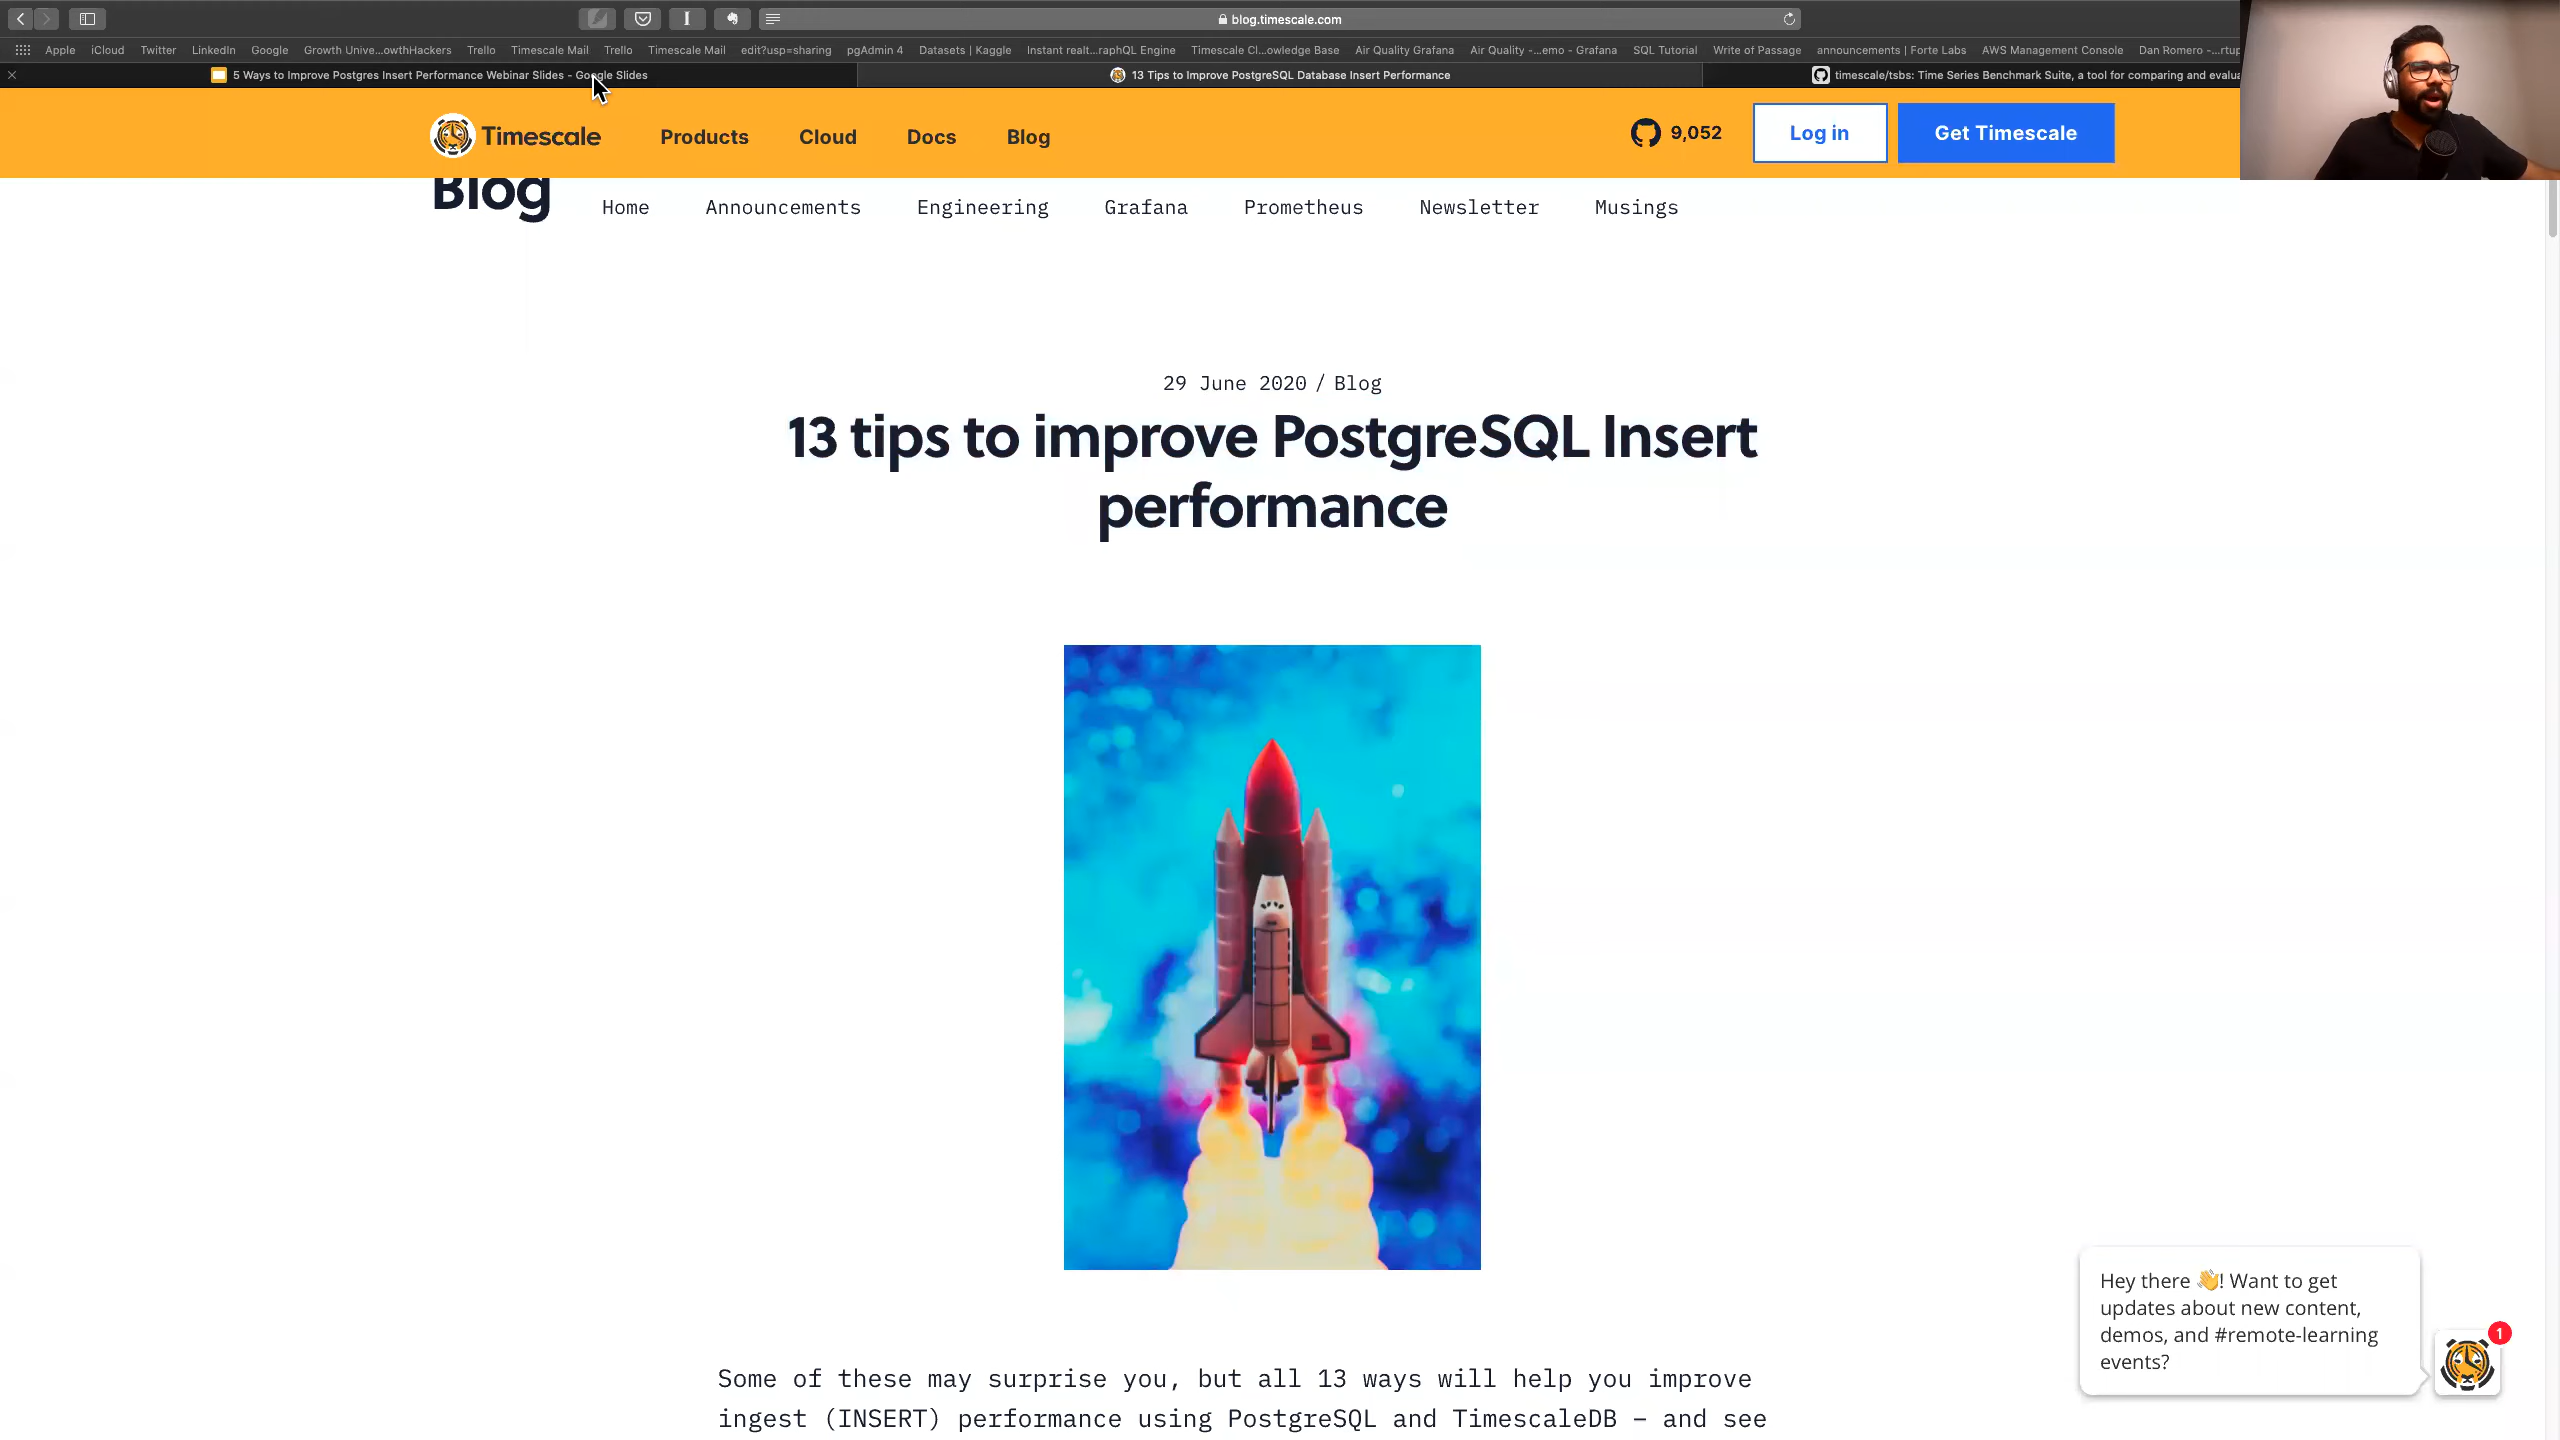 blog.timescale.com
Apple iCloud Twitter LinkedIn Google Growth Unive...owthHackers Trello Timescale Mail Trello Timescale Mail edit?usp=sharing pgAdmin 4 Datasets | Kaggle Instant realt...raphQL Engine Timescale Cl...owledge Base Air Quality Grafana Air Quality -...emo - Grafana SQL Tutorial Write of Passage announcements | Forte Labs AWS Management Console Dan Romero -...rtup
5 Ways to Improve Postgres Insert Performance Webinar Slides - Google Slides 13 Tips to Improve PostgreSQL Database Insert Performance timescale/tsbs: Time Series Benchmark Suite, a tool for comparing and evalua
Timescale Products Cloud Docs Blog 9,052 Log in Get Timescale
Blog Home Announcements Engineering Grafana Prometheus Newsletter Musings
29 June 2020 / Blog
13 tips to improve PostgreSQL Insert
performance
Hey there 👋! Want to get
updates about new content,
demos, and #remote-learning
events?
1
Some of these may surprise you, but all 13 ways will help you improve
ingest (INSERT) performance using PostgreSQL and TimescaleDB – and see